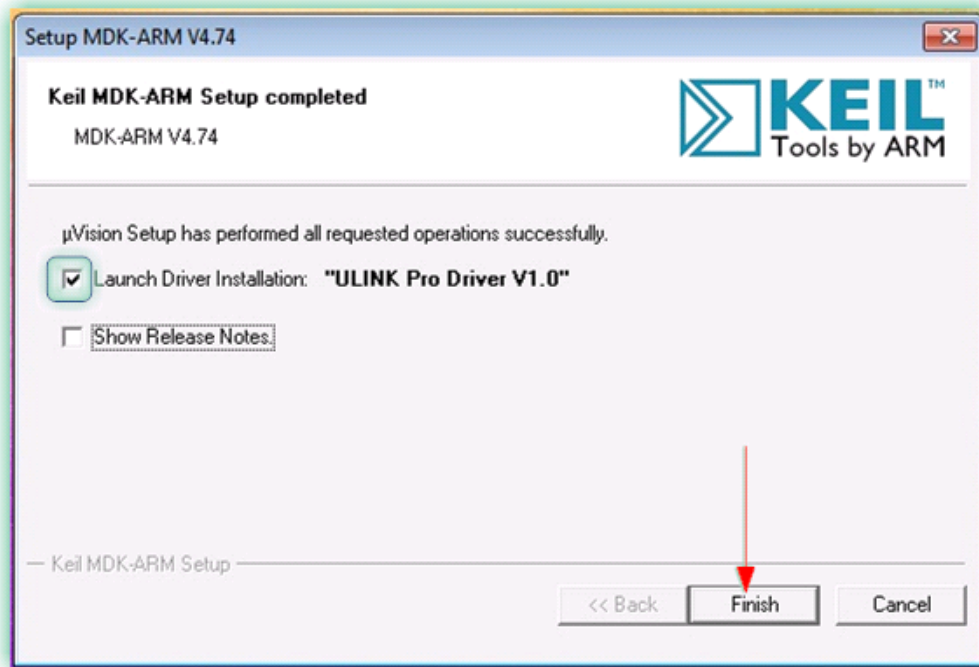 Setup MDK-ARM V4.74
Keil MDK-ARM Setup completed
MDK-ARM V4.74
KEIL™
Tools by ARM
µVision Setup has performed all requested operations successfully.
Launch Driver Installation: "ULINK Pro Driver V1.0"
Show Release Notes.
Keil MDK-ARM Setup
<< Back Finish Cancel